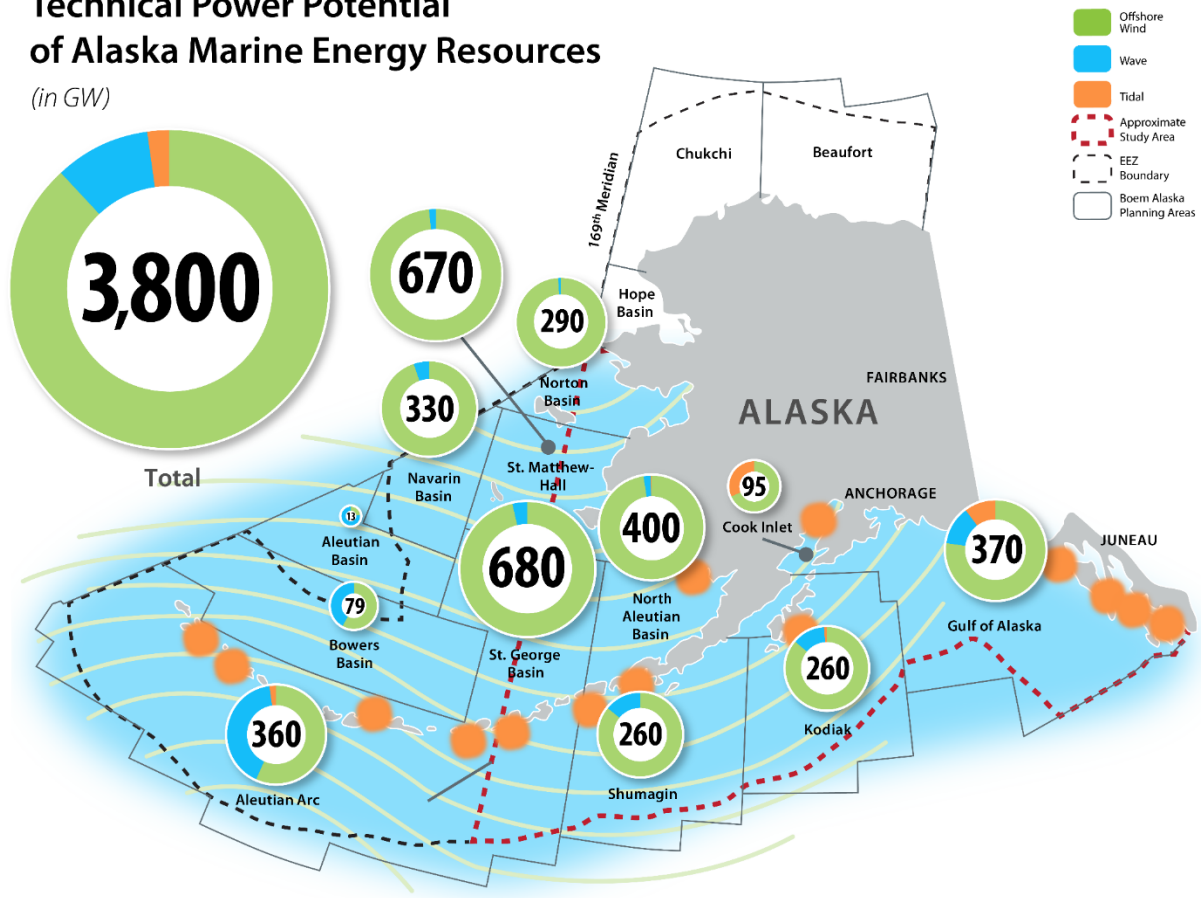 Technical Power Potential
of Alaska Marine Energy Resources
(in GW)
Offshore
Wind
Wave
Tidal
Approximate
Study Area
EEZ
Boundary
Boem Alaska
Planning Areas
3,800
Total
169th Meridian
Chukchi
Beaufort
Hope
Basin
670
290
Norton
Basin
330
Navarin
Basin
St. Matthew-
Hall
FAIRBANKS
ALASKA
95
Cook Inlet
ANCHORAGE
400
North
Aleutian
Basin
370
Gulf of Alaska
JUNEAU
13
Aleutian
Basin
79
Bowers
Basin
680
St. George
Basin
260
Kodiak
360
Aleutian Arc
260
Shumagin